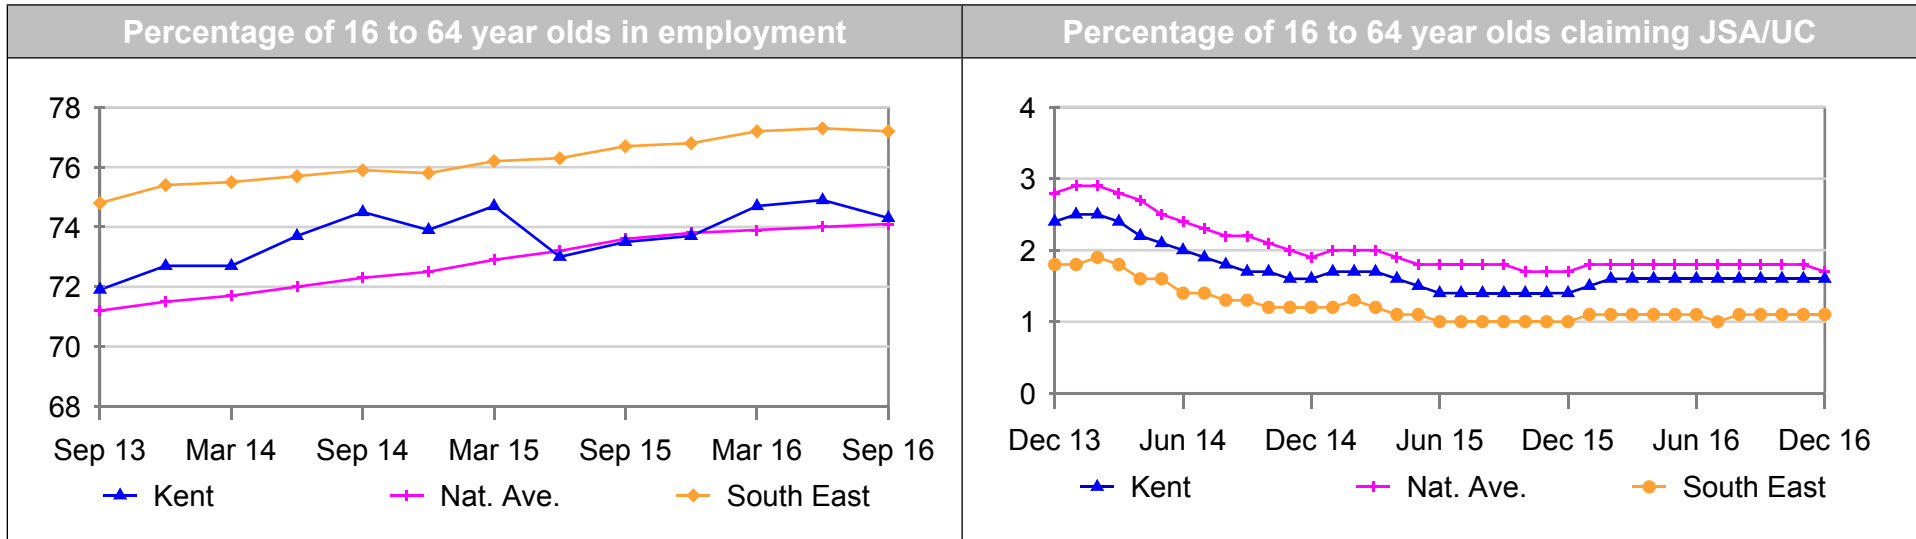 Percentage of 16 to 64 year olds in employment
78
76
74
72
70
68
Sep 13 Mar 14 Sep 14 Mar 15 Sep 15 Mar 16 Sep 16
Kent Nat. Ave. South East
Percentage of 16 to 64 year olds claiming JSA/UC
4
3
2
1
0
Dec 13 Jun 14 Dec 14 Jun 15 Dec 15 Jun 16 Dec 16
Kent Nat. Ave. South East